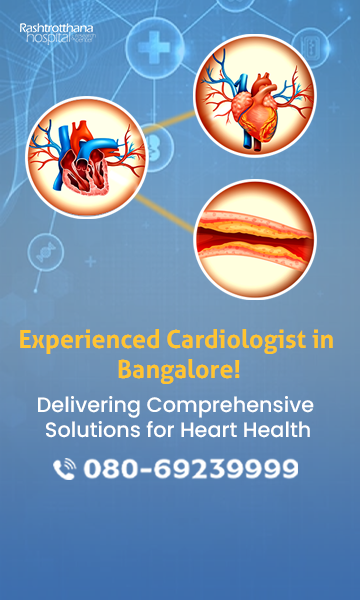 Rashtrotthana
hospital
Experienced Cardiologist in
Bangalore!
Delivering Comprehensive
Solutions for Heart Health
080-69239999